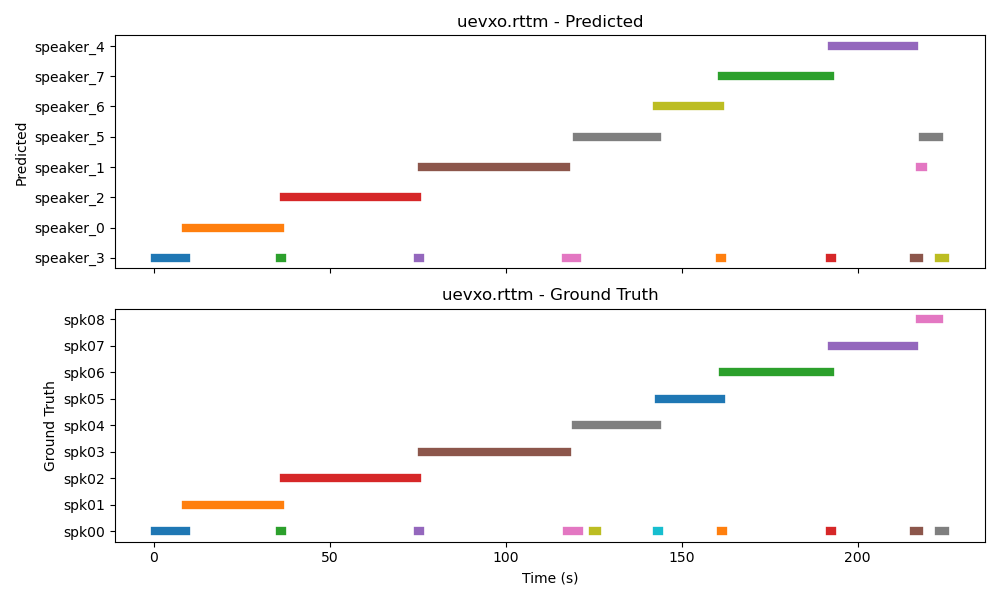 uevxo.rttm - Predicted
speaker_4
speaker_7
speaker_6
speaker_5
speaker_1
speaker_2
speaker_0
speaker_3
Predicted
uevxo.rttm - Ground Truth
spk08
spk07
spk06
spk05
spk04
spk03
spk02
spk01
spk00
Ground Truth
0 50 100 150 200
Time (s)